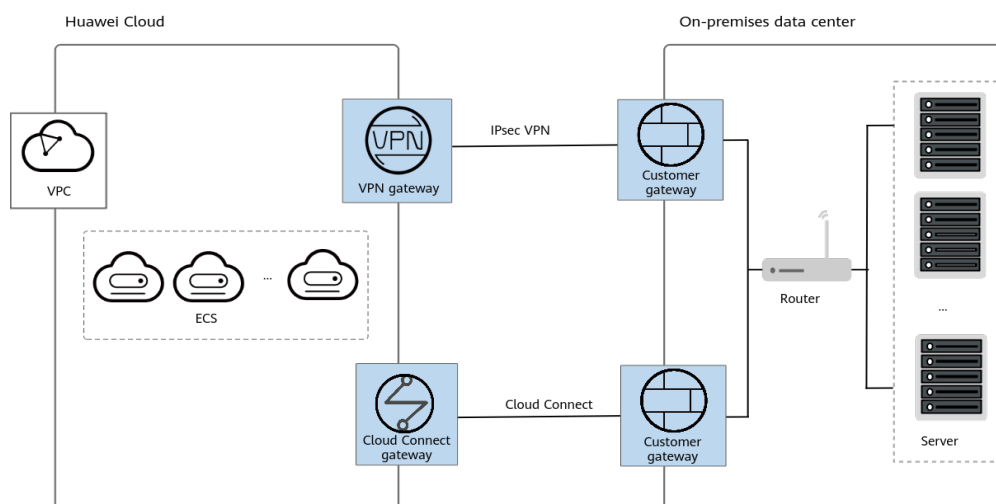 Huawei Cloud
On-premises data center
VPC
VPN
VPN gateway
IPsec VPN
Customer
gateway
...
ECS
Router
...
Cloud Connect
gateway
Cloud Connect
Customer
gateway
Server